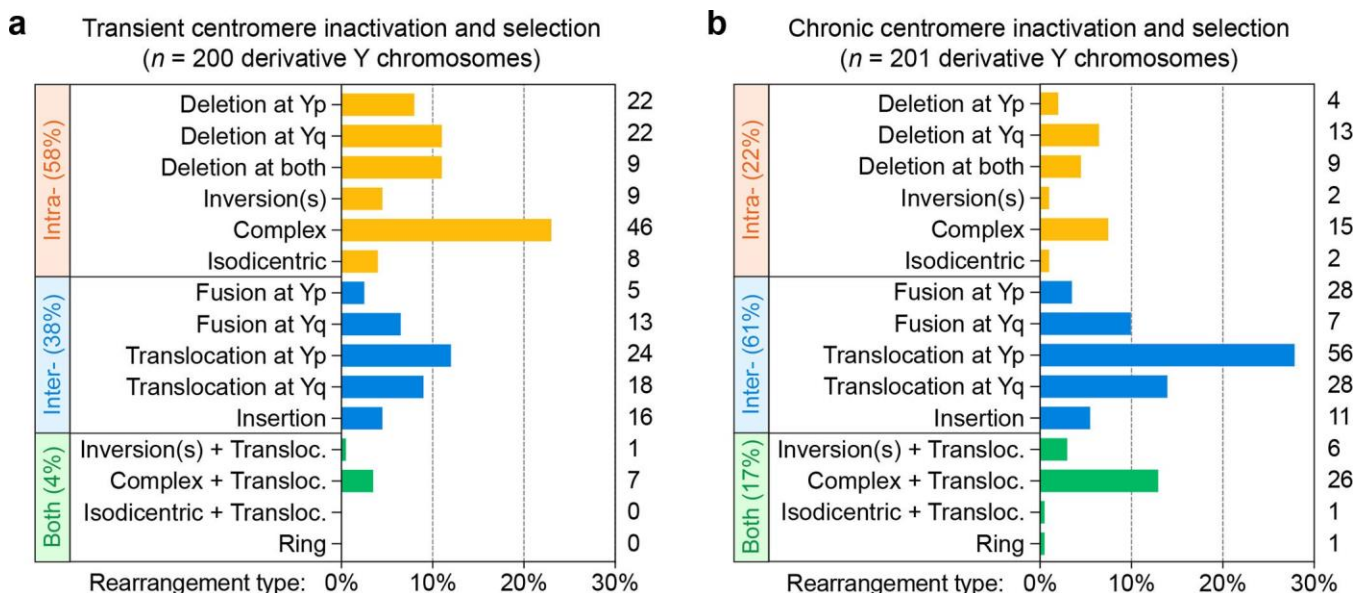 a
Transient centromere inactivation and selection
(n = 200 derivative Y chromosomes)
Intra- (58%)
Deletion at Yp 22
Deletion at Yq 22
Deletion at both 9
Inversion(s) 9
Complex 46
Isodicentric 8
Inter- (38%)
Fusion at Yp 5
Fusion at Yq 13
Translocation at Yp 24
Translocation at Yq 18
Insertion 16
Both (4%)
Inversion(s) + Transloc. 1
Complex + Transloc. 7
Isodicentric + Transloc. 0
Ring 0
Rearrangement type: 0% 10% 20% 30%
b
Chronic centromere inactivation and selection
(n = 201 derivative Y chromosomes)
Intra- (22%)
Deletion at Yp 4
Deletion at Yq 13
Deletion at both 9
Inversion(s) 2
Complex 15
Isodicentric 2
Inter- (61%)
Fusion at Yp 28
Fusion at Yq 7
Translocation at Yp 56
Translocation at Yq 28
Insertion 11
Both (17%)
Inversion(s) + Transloc. 6
Complex + Transloc. 26
Isodicentric + Transloc. 1
Ring 1
Rearrangement type: 0% 10% 20% 30%